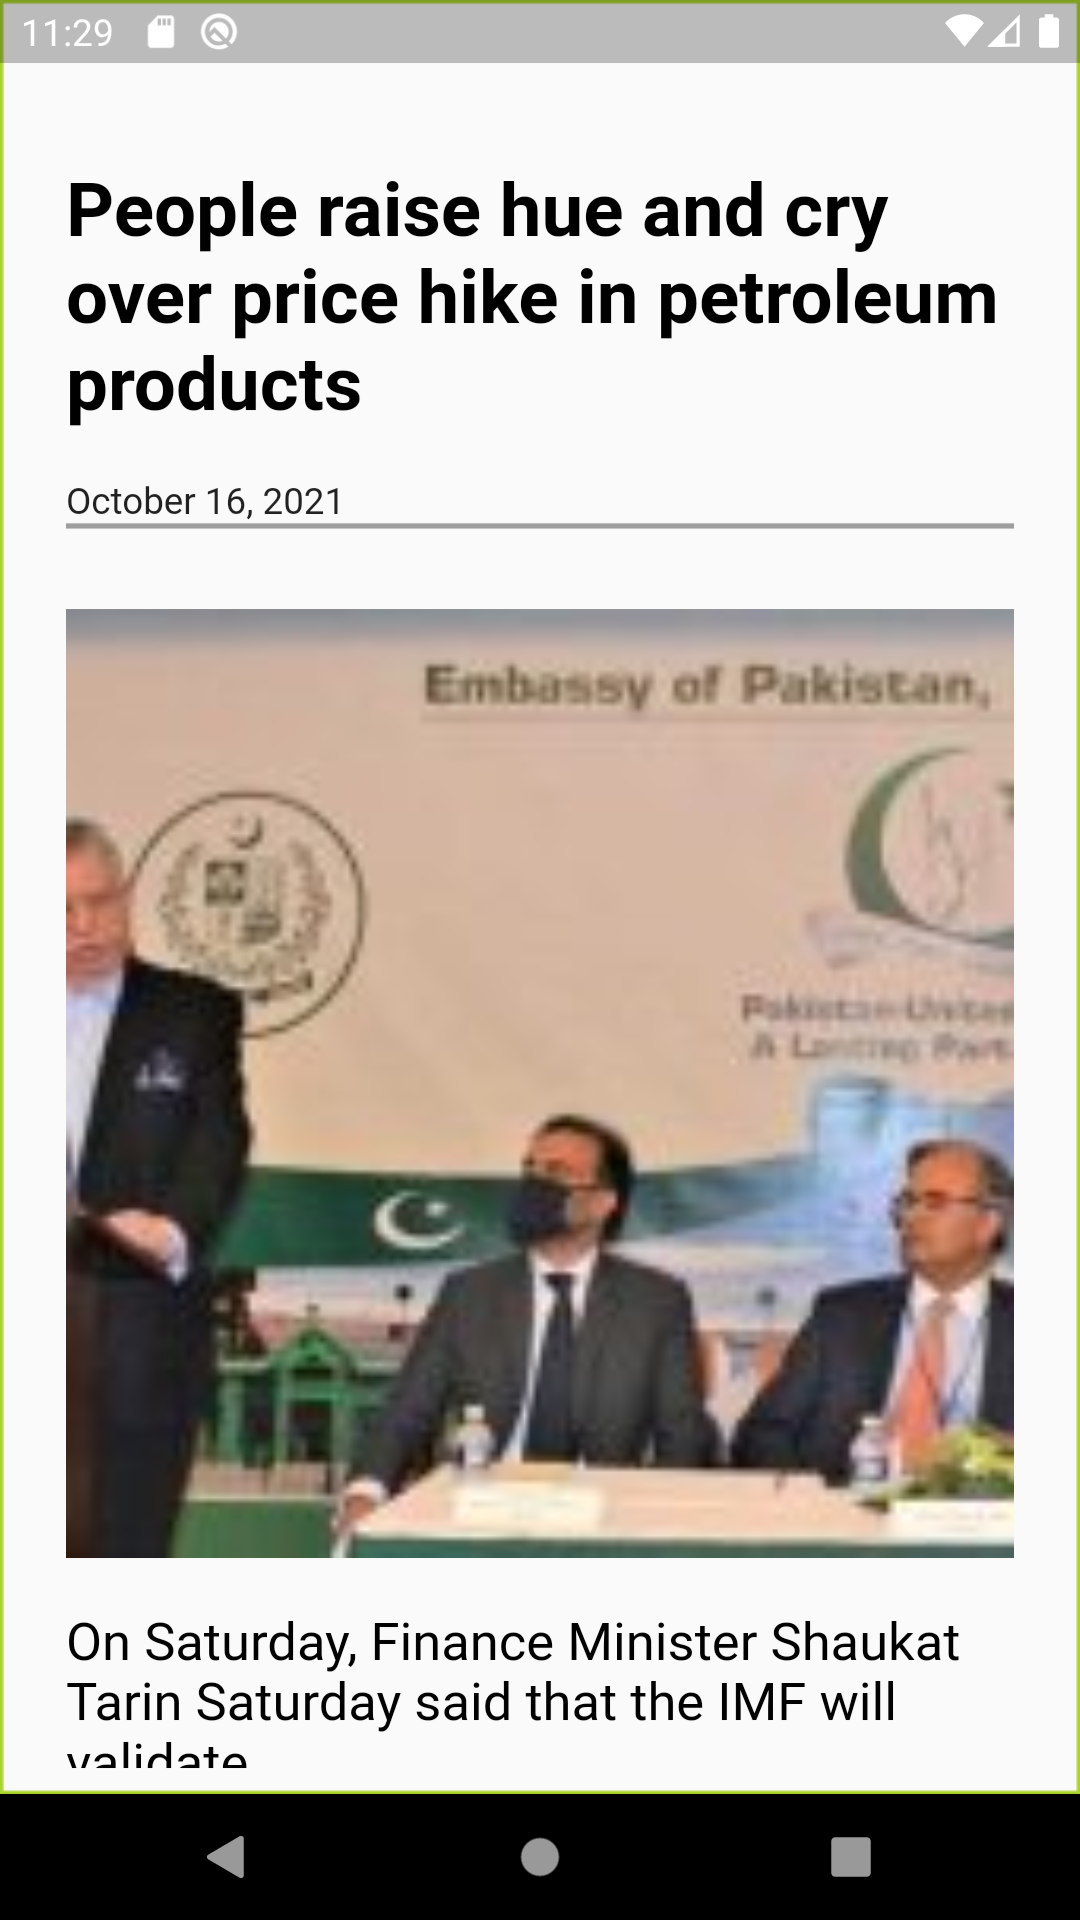 11:29
People raise hue and cry
over price hike in petroleum
products
October 16, 2021
Embassy of Pakistan,
On Saturday, Finance Minister Shaukat
Tarin Saturday said that the IMF will
validate